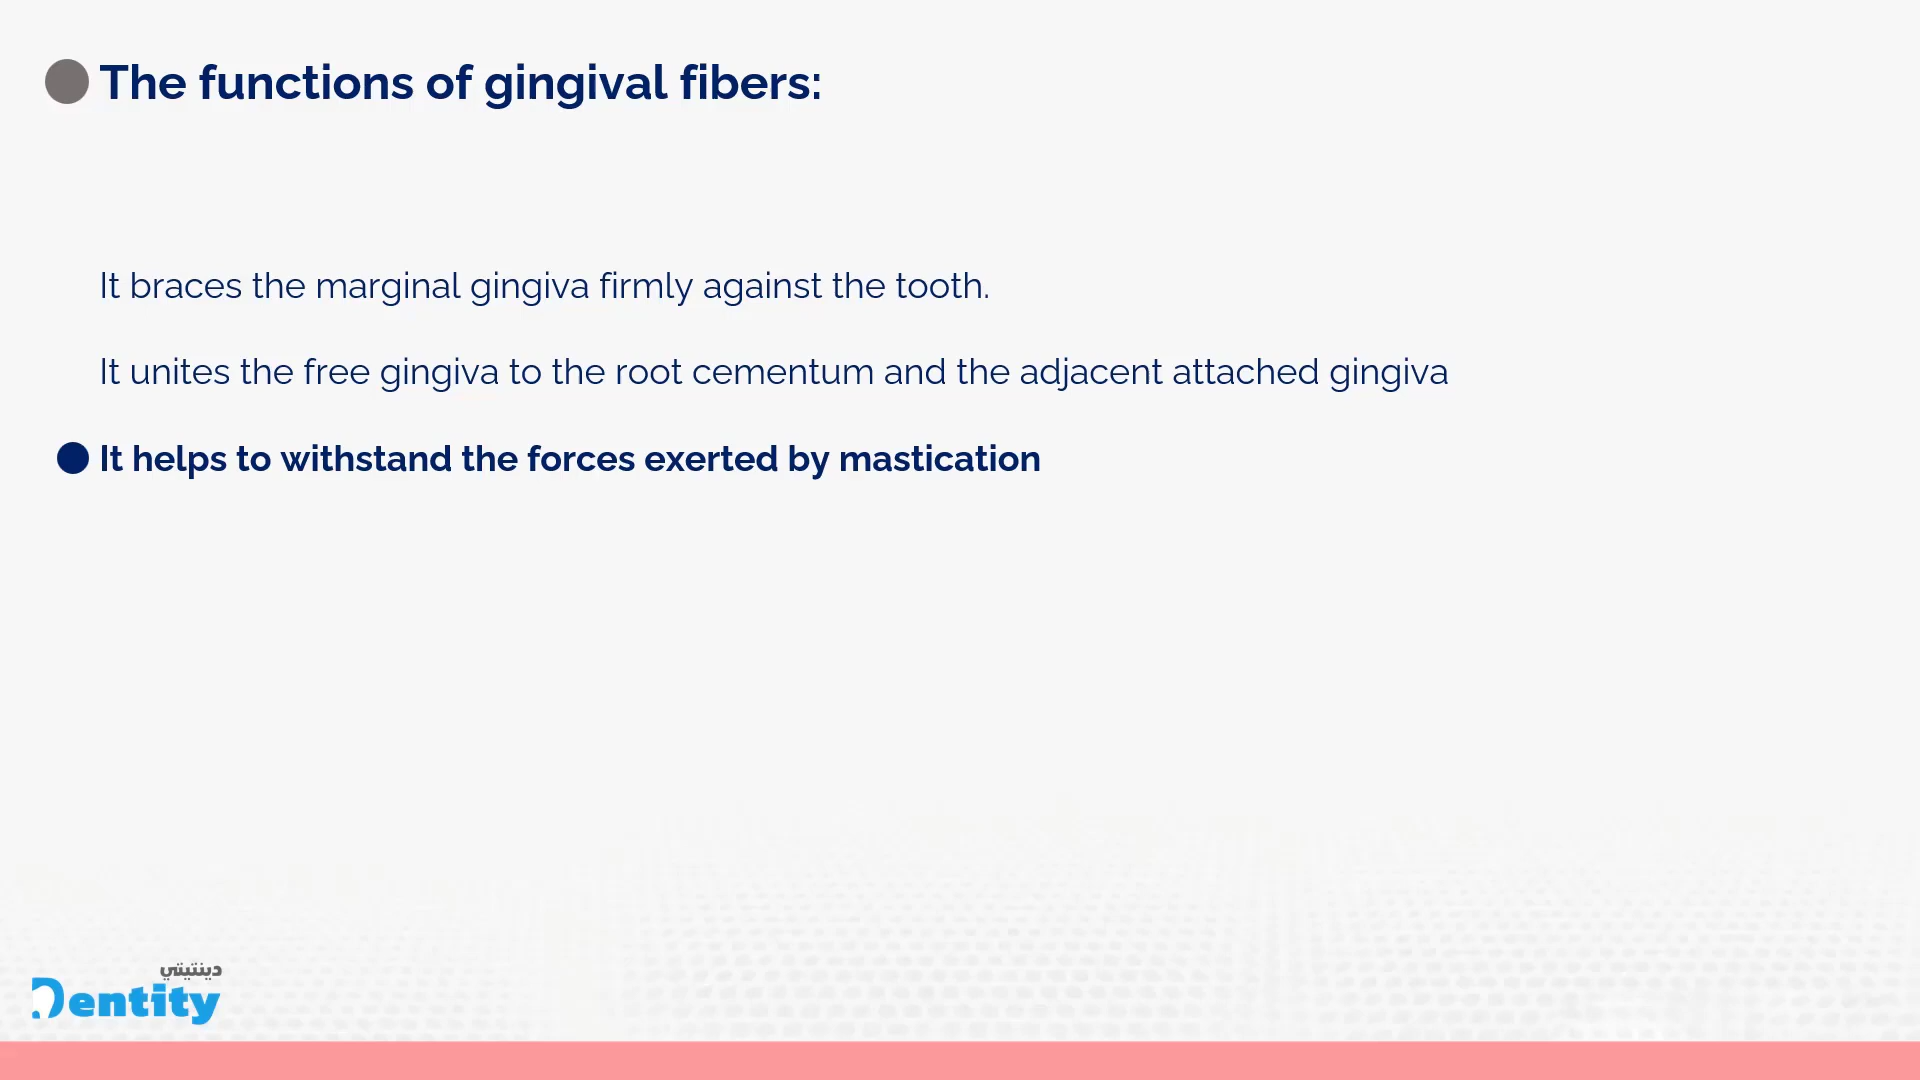 The functions of gingival fibers:
It braces the marginal gingiva firmly against the tooth.
It unites the free gingiva to the root cementum and the adjacent attached gingiva
It helps to withstand the forces exerted by mastication
دينتيتي
Dentity